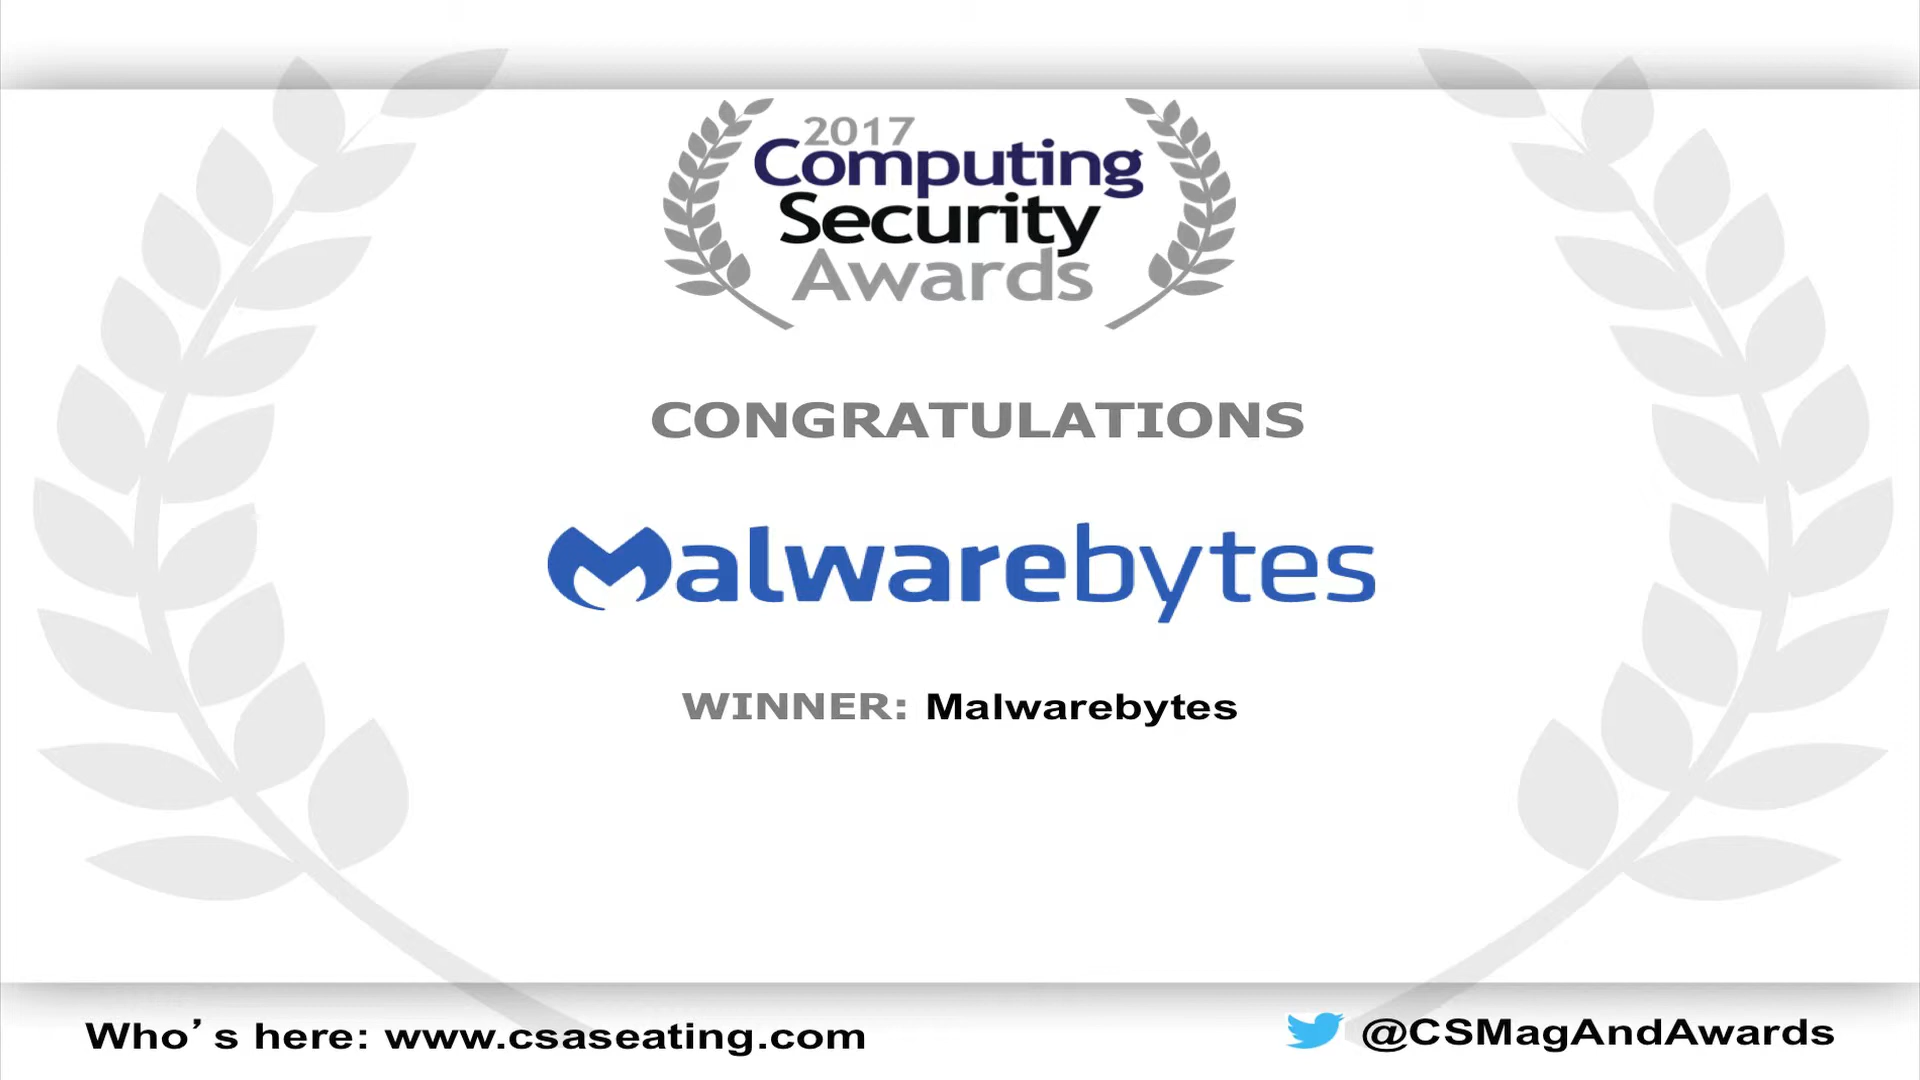 2017
Computing
Security
Awards
CONGRATULATIONS
Malwarebytes
WINNER: Malwarebytes
Who’s here: www.csaseating.com
@CSMagAndAwards